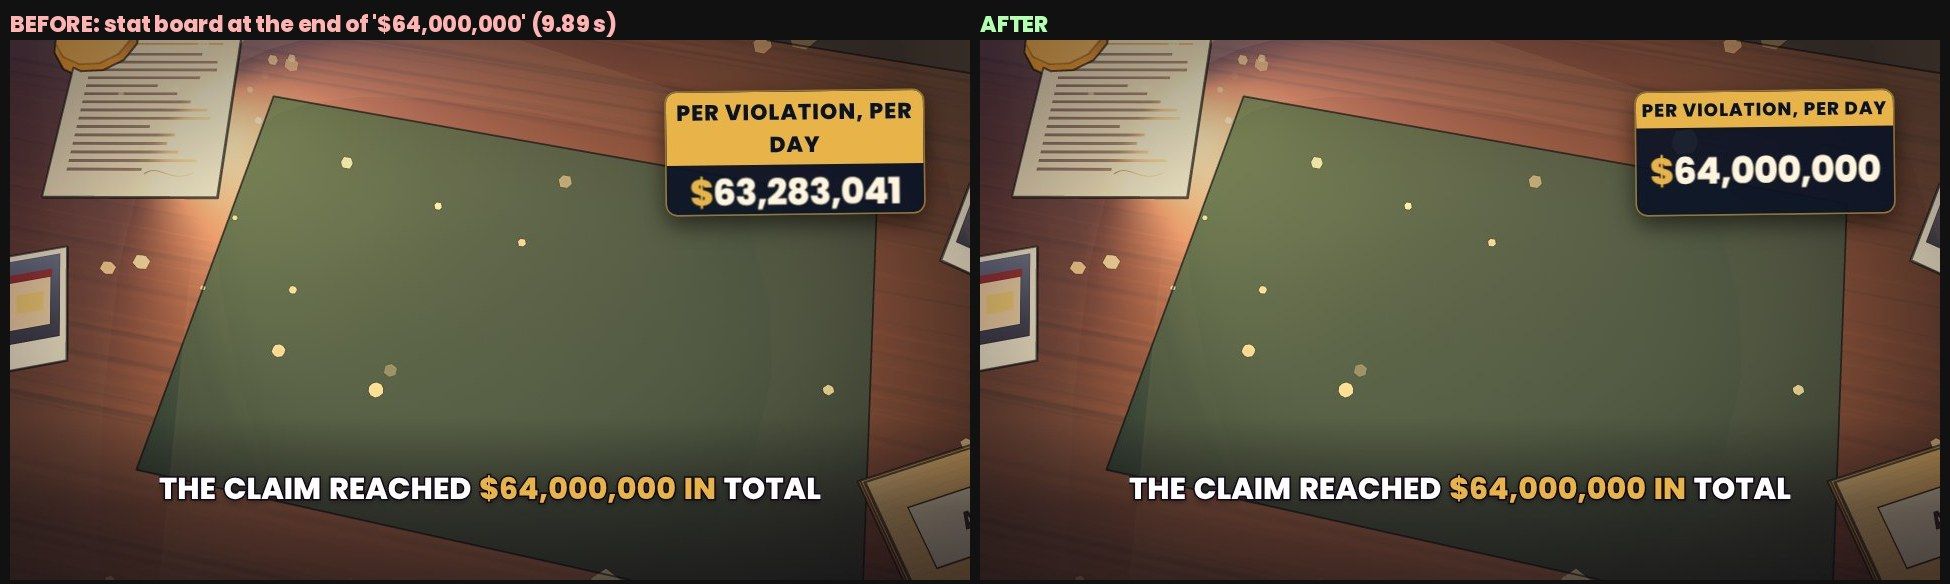 BEFORE: stat board at the end of '$64,000,000' (9.89 s)
PER VIOLATION, PER
DAY
$63,283,041
THE CLAIM REACHED $64,000,000 IN TOTAL
AFTER
PER VIOLATION, PER DAY
$64,000,000
THE CLAIM REACHED $64,000,000 IN TOTAL